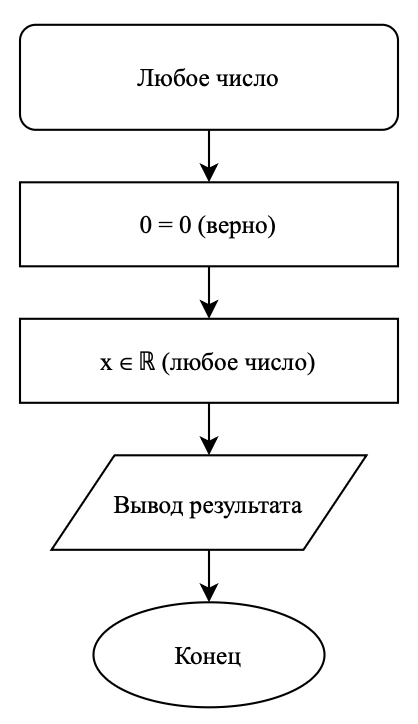 Любое число
0 = 0 (верно)
x ∈ ℝ (любое число)
Вывод результата
Конец